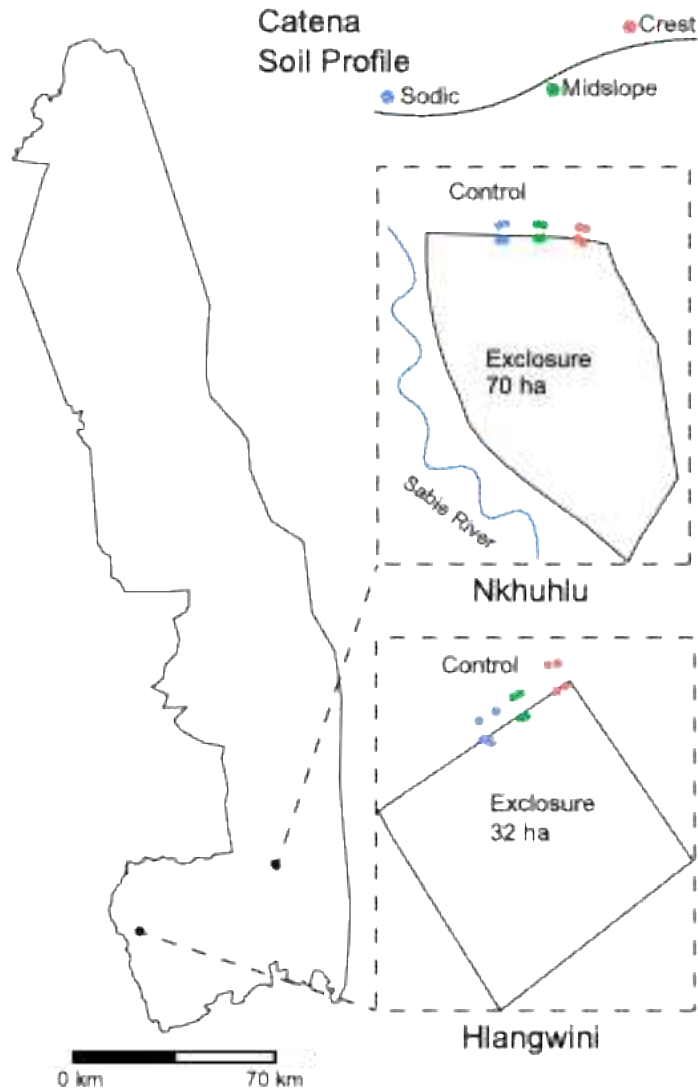 Catena
Soil Profile
Crest
Midslope
Sodic
Control
Exclosure
70 ha
Sabie River
Nkhuhlu
Control
Exclosure
32 ha
Hlangwini
0 km
70 km